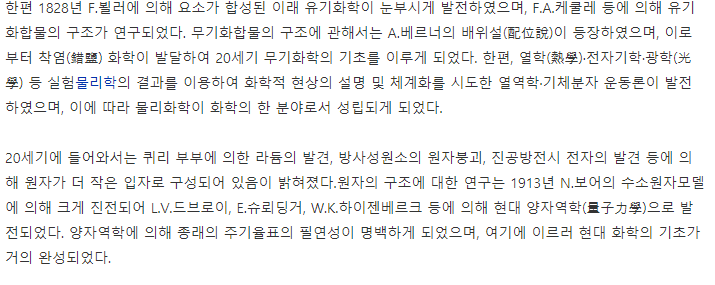 한편 1828년 F.뵐러에 의해 요소가 합성된 이래 유기화학이 눈부시게 발전하였으며, F.A.케쿨레 등에 의해 유기
화합물의 구조가 연구되었다. 무기화합물의 구조에 관해서는 A.베르너의 배위설(配位說)이 등장하였으며, 이로
부터 착염(錯鹽) 화학이 발달하여 20세기 무기화학의 기초를 이루게 되었다. 한편, 열학(熱學)·전자기학·광학(光
學) 등 실험물리학의 결과를 이용하여 화학적 현상의 설명 및 체계화를 시도한 열역학·기체분자 운동론이 발전
하였으며, 이에 따라 물리화학이 화학의 한 분야로서 성립되게 되었다.
20세기에 들어와서는 퀴리 부부에 의한 라듐의 발견, 방사성원소의 원자붕괴, 진공방전시 전자의 발견 등에 의
해 원자가 더 작은 입자로 구성되어 있음이 밝혀졌다.원자의 구조에 대한 연구는 1913년 N.보어의 수소원자모델
에 의해 크게 진전되어 L.V.드브로이, E.슈뢰딩거, W.K.하이젠베르크 등에 의해 현대 양자역학(量子力學)으로 발
전되었다. 양자역학에 의해 종래의 주기율표의 필연성이 명백하게 되었으며, 여기에 이르러 현대 화학의 기초가
거의 완성되었다.